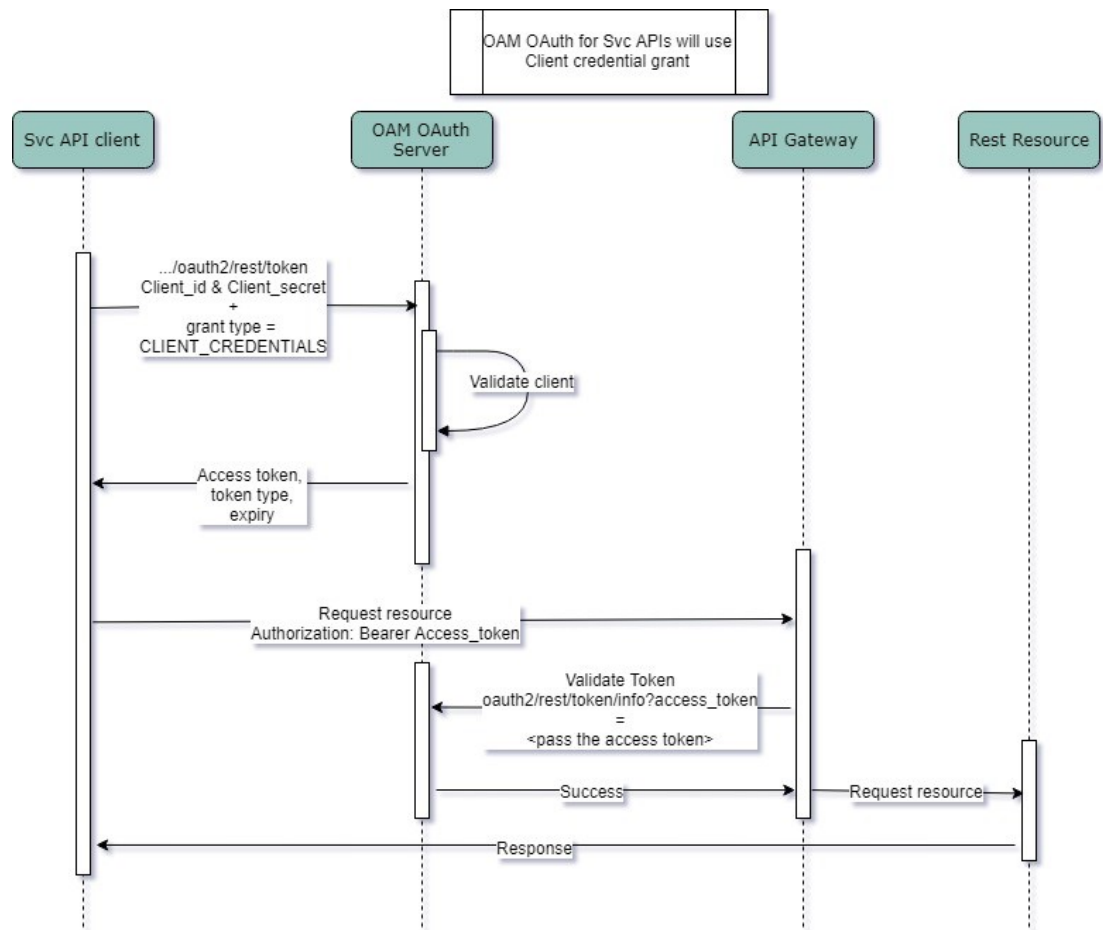 OAM OAuth for Svc APIs will use
Client credential grant
Svc API client
OAM OAuth
Server
API Gateway
Rest Resource
.../oauth2/rest/token
Client_id & Client_secret
+
grant type =
CLIENT_CREDENTIALS
Validate client
Access token,
token type,
expiry
Request resource
Authorization: Bearer Access_token
Validate Token
oauth2/rest/token/info?access_token
=
<pass the access token>
Success
Request resource
Response